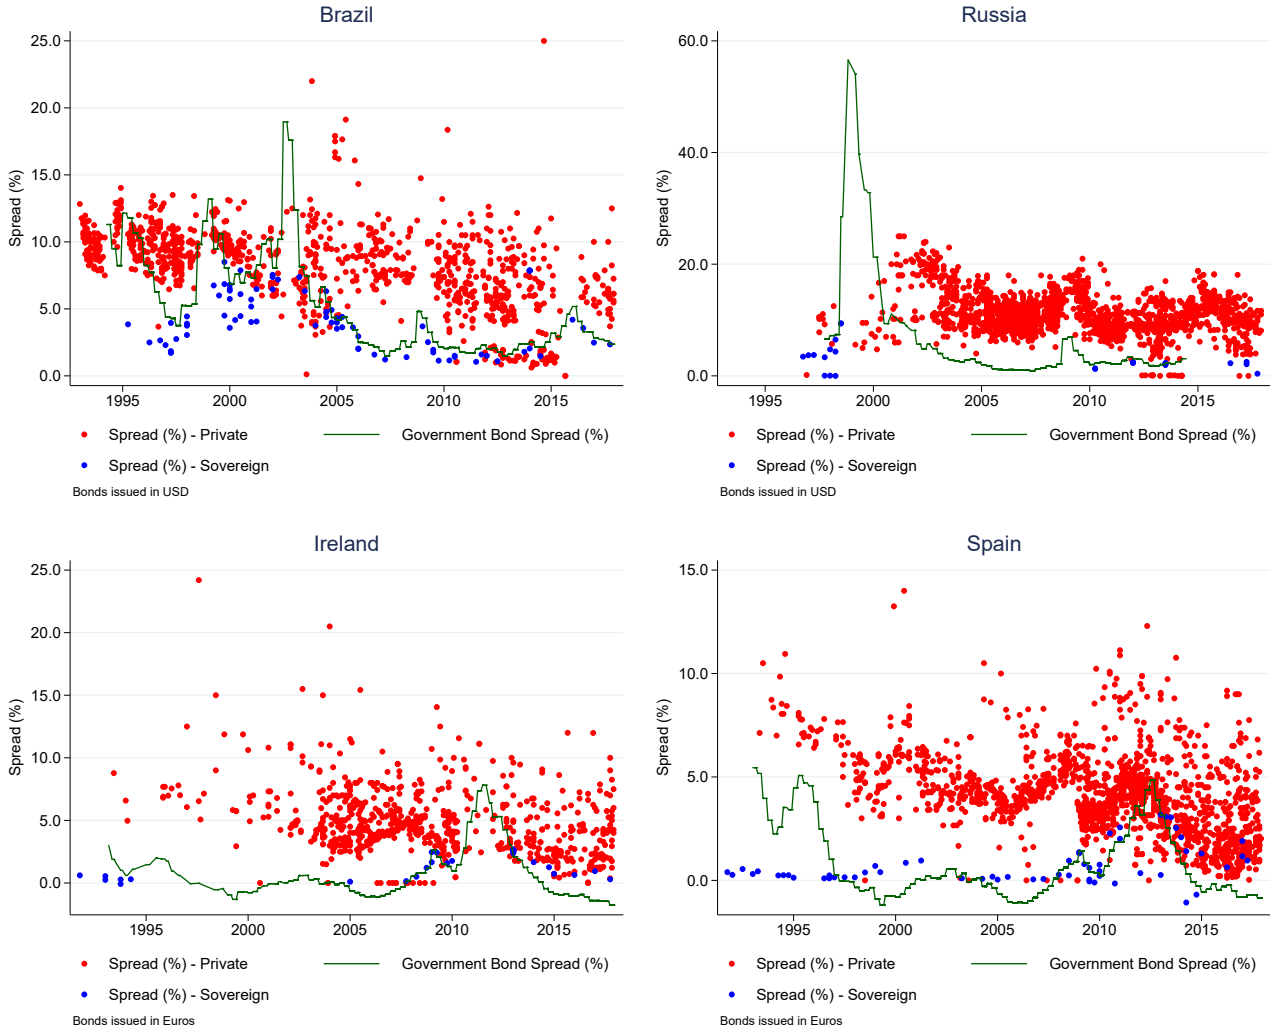 Brazil
25.0
20.0
15.0
10.0
5.0
0.0
Spread (%)
1995 2000 2005 2010 2015
Spread (%) - Private
Government Bond Spread (%)
Spread (%) - Sovereign
Bonds issued in USD
Russia
60.0
40.0
20.0
0.0
Spread (%)
1995 2000 2005 2010 2015
Spread (%) - Private
Government Bond Spread (%)
Spread (%) - Sovereign
Bonds issued in USD
Ireland
25.0
20.0
15.0
10.0
5.0
0.0
Spread (%)
1995 2000 2005 2010 2015
Spread (%) - Private
Government Bond Spread (%)
Spread (%) - Sovereign
Bonds issued in Euros
Spain
15.0
10.0
5.0
0.0
Spread (%)
1995 2000 2005 2010 2015
Spread (%) - Private
Government Bond Spread (%)
Spread (%) - Sovereign
Bonds issued in Euros